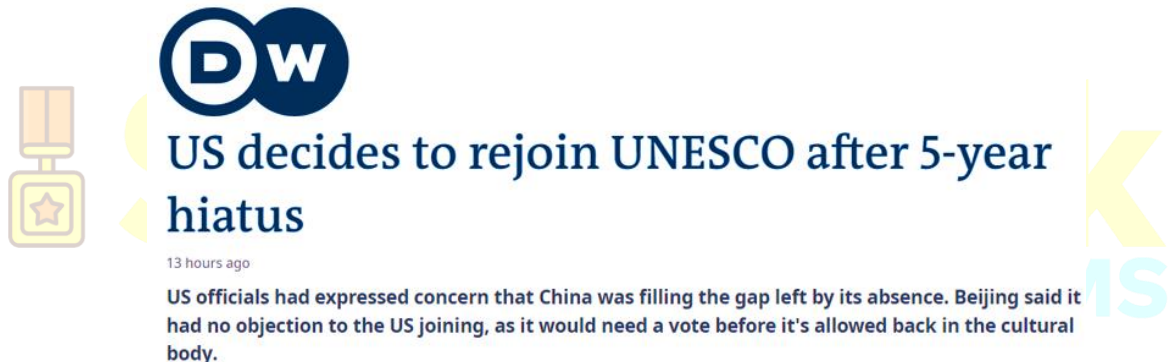 DW
US decides to rejoin UNESCO after 5-year
hiatus
13 hours ago
US officials had expressed concern that China was filling the gap left by its absence. Beijing said it
had no objection to the US joining, as it would need a vote before it's allowed back in the cultural
body.